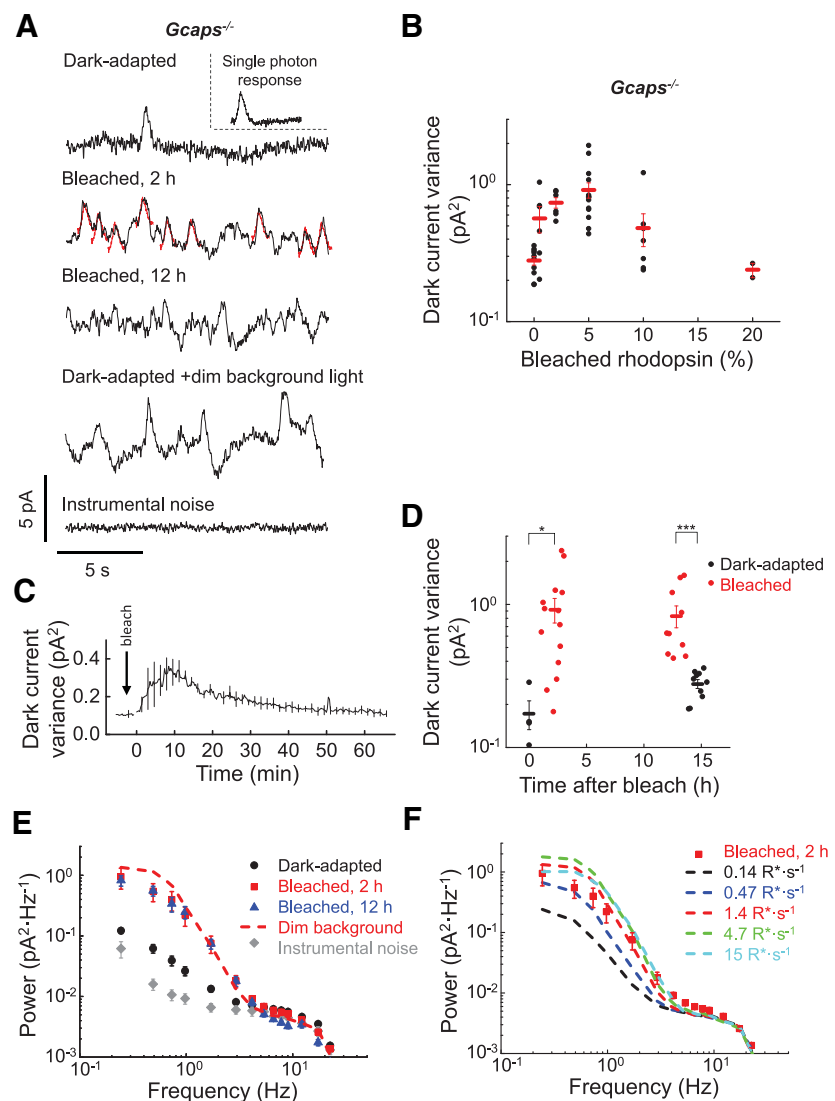 A
Gcaps-/-
Dark-adapted
Single photon
response
Bleached, 2 h
Bleached, 12 h
Dark-adapted +dim background light
Instrumental noise
5 pA
5 s
B
Gcaps-/-
Dark current variance
(pA2)
100
10-1
0 5 10 15 20
Bleached rhodopsin (%)
C
bleach
Dark current
variance (pA2)
0.4
0.2
0.0
0 10 20 30 40 50 60
Time (min)
D
* ***
Dark-adapted
Bleached
Dark current variance
(pA2)
100
10-1
0 5 10 15
Time after bleach (h)
E
Dark-adapted
Bleached, 2 h
Bleached, 12 h
Dim background
Instrumental noise
Power (pA2·Hz-1)
100
10-1
10-2
10-3
10-1 100 101
Frequency (Hz)
F
Bleached, 2 h
0.14 R*·s-1
0.47 R*·s-1
1.4 R*·s-1
4.7 R*·s-1
15 R*·s-1
Power (pA2·Hz-1)
100
10-1
10-2
10-3
10-1 100 101
Frequency (Hz)